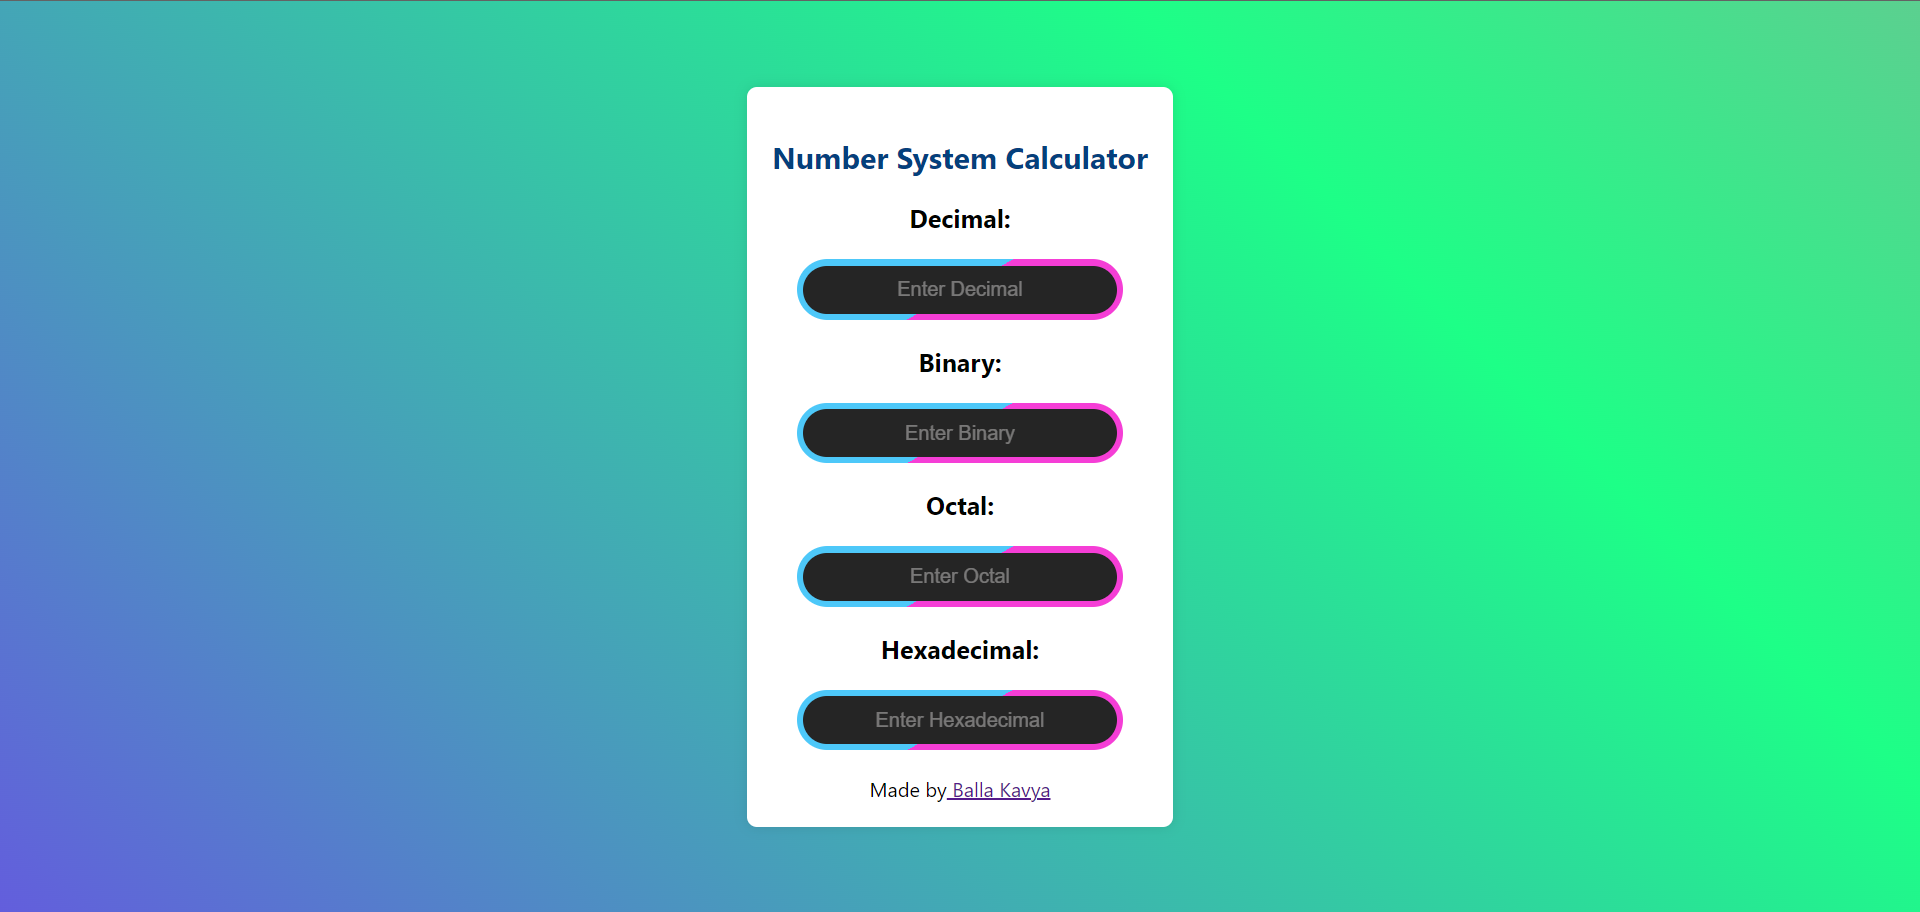 Number System Calculator
Decimal:
Enter Decimal
Binary:
Enter Binary
Octal:
Enter Octal
Hexadecimal:
Enter Hexadecimal
Made by Balla Kavya